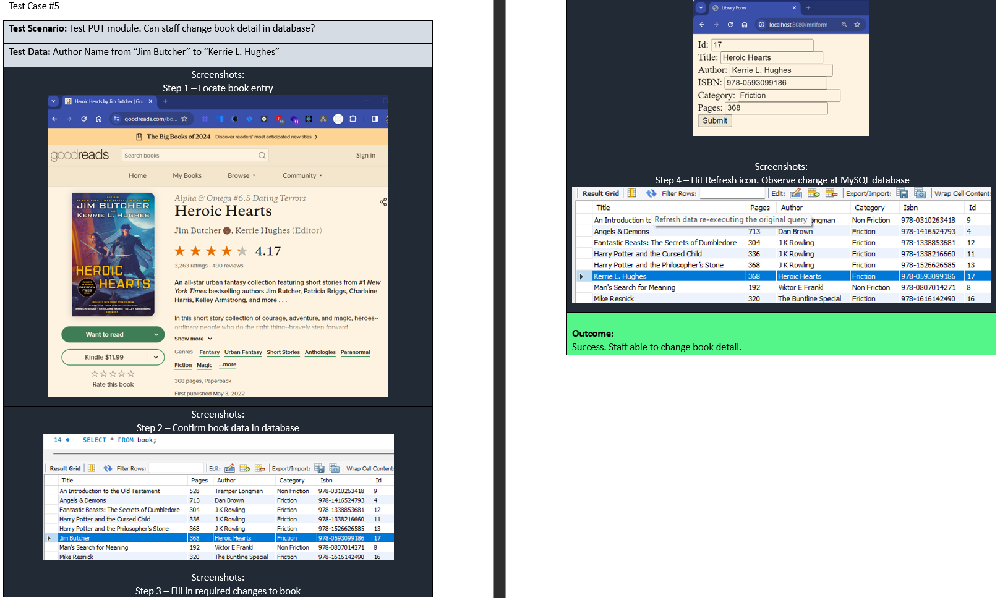 Test Case #5
Test Scenario: Test PUT module. Can staff change book detail in database?
Test Data: Author Name from “Jim Butcher” to “Kerrie L. Hughes”
Screenshots:
Step 1 – Locate book entry
Heroic Hearts by Jim Butcher | Go
goodreads.com/bo...
The Big Books of 2024 Discover readers' most anticipated new titles
goodreads Search books Sign in
Home My Books Browse Community
JIM BUTCHER
KERRIE L. HUGHES
HEROIC
HEARTS
Alpha & Omega #6.5 Dating Terrors
Heroic Hearts
Jim Butcher, Kerrie Hughes (Editor)
4.17
3,263 ratings · 490 reviews
An all-star urban fantasy collection featuring short stories from #1 New
York Times bestselling authors Jim Butcher, Patricia Briggs, Charlaine
Harris, Kelley Armstrong, and more . . .
In this short story collection of courage, adventure, and magic, heroes--
ordinary people who do the right thing--bravely step forward.
Show more
Want to read
Kindle $11.99
Rate this book
Genres Fantasy Urban Fantasy Short Stories Anthologies Paranormal
Fiction Magic ...more
368 pages, Paperback
First published May 3, 2022
Screenshots:
Step 2 – Confirm book data in database
14 SELECT * FROM book;
Result Grid Filter Rows: Edit: Export/Import: Wrap Cell Content:
Title Pages Author Category Isbn Id
An Introduction to the Old Testament 528 Tremper Longman Non Friction 978-0310263418 9
Angels & Demons 713 Dan Brown Friction 978-1416524793 4
Fantastic Beasts: The Secrets of Dumbledore 304 J K Rowling Friction 978-1338853681 12
Harry Potter and the Cursed Child 336 J K Rowling Friction 978-1338216660 11
Harry Potter and the Philosopher's Stone 368 J K Rowling Friction 978-1526626585 13
Jim Butcher 368 Heroic Hearts Friction 978-0593099186 17
Man's Search for Meaning 192 Viktor E Frankl Non Friction 978-0807014271 8
Mike Resnick 320 The Buntline Special Friction 978-1616142490 16
Screenshots:
Step 3 – Fill in required changes to book
Library Form
localhost:8080/mnlform
Id: 17
Title: Heroic Hearts
Author: Kerrie L. Hughes
ISBN: 978-0593099186
Category: Friction
Pages: 368
Submit
Screenshots:
Step 4 – Hit Refresh icon. Observe change at MySQL database
Result Grid Filter Rows: Edit: Export/Import: Wrap Cell Content:
Title Pages Author Category Isbn Id
An Introduction to ongman Non Friction 978-0310263418 9
Refresh data re-executing the original query
Angels & Demons 713 Dan Brown Friction 978-1416524793 4
Fantastic Beasts: The Secrets of Dumbledore 304 J K Rowling Friction 978-1338853681 12
Harry Potter and the Cursed Child 336 J K Rowling Friction 978-1338216660 11
Harry Potter and the Philosopher's Stone 368 J K Rowling Friction 978-1526626585 13
Kerrie L. Hughes 368 Heroic Hearts Friction 978-0593099186 17
Man's Search for Meaning 192 Viktor E Frankl Non Friction 978-0807014271 8
Mike Resnick 320 The Buntline Special Friction 978-1616142490 16
Outcome:
Success. Staff able to change book detail.